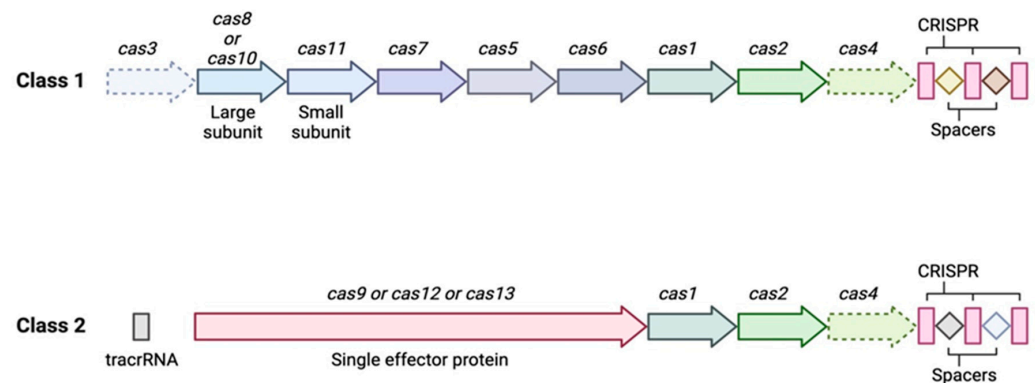 cas3
cas8
or
cas10
cas11
cas7
cas5
cas6
cas1
cas2
cas4
CRISPR
Class 1
Large
subunit
Small
subunit
Spacers
cas9 or cas12 or cas13
cas1
cas2
cas4
CRISPR
Class 2
tracrRNA
Single effector protein
Spacers